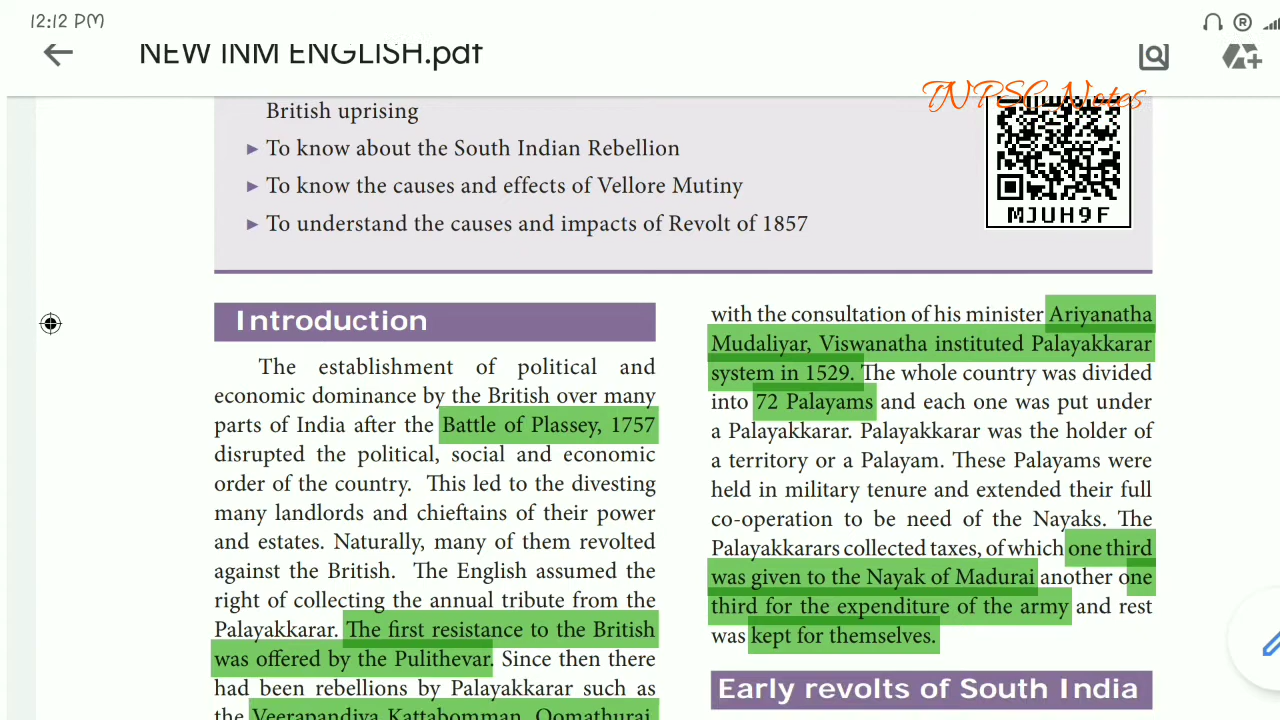 12:12 PM
NEW INM ENGLISH.pdf
TNPSC Notes
British uprising
► To know about the South Indian Rebellion
► To know the causes and effects of Vellore Mutiny
► To understand the causes and impacts of Revolt of 1857
MJUH9F
Introduction
The establishment of political and
economic dominance by the British over many
parts of India after the Battle of Plassey, 1757
disrupted the political, social and economic
order of the country. This led to the divesting
many landlords and chieftains of their power
and estates. Naturally, many of them revolted
against the British. The English assumed the
right of collecting the annual tribute from the
Palayakkarar. The first resistance to the British
was offered by the Pulithevar. Since then there
had been rebellions by Palayakkarar such as
the Veerapandiya Kattabomman, Oomathurai,
with the consultation of his minister Ariyanatha
Mudaliyar, Viswanatha instituted Palayakkarar
system in 1529. The whole country was divided
into 72 Palayams and each one was put under
a Palayakkarar. Palayakkarar was the holder of
a territory or a Palayam. These Palayams were
held in military tenure and extended their full
co-operation to be need of the Nayaks. The
Palayakkarars collected taxes, of which one third
was given to the Nayak of Madurai another one
third for the expenditure of the army and rest
was kept for themselves.
Early revolts of South India